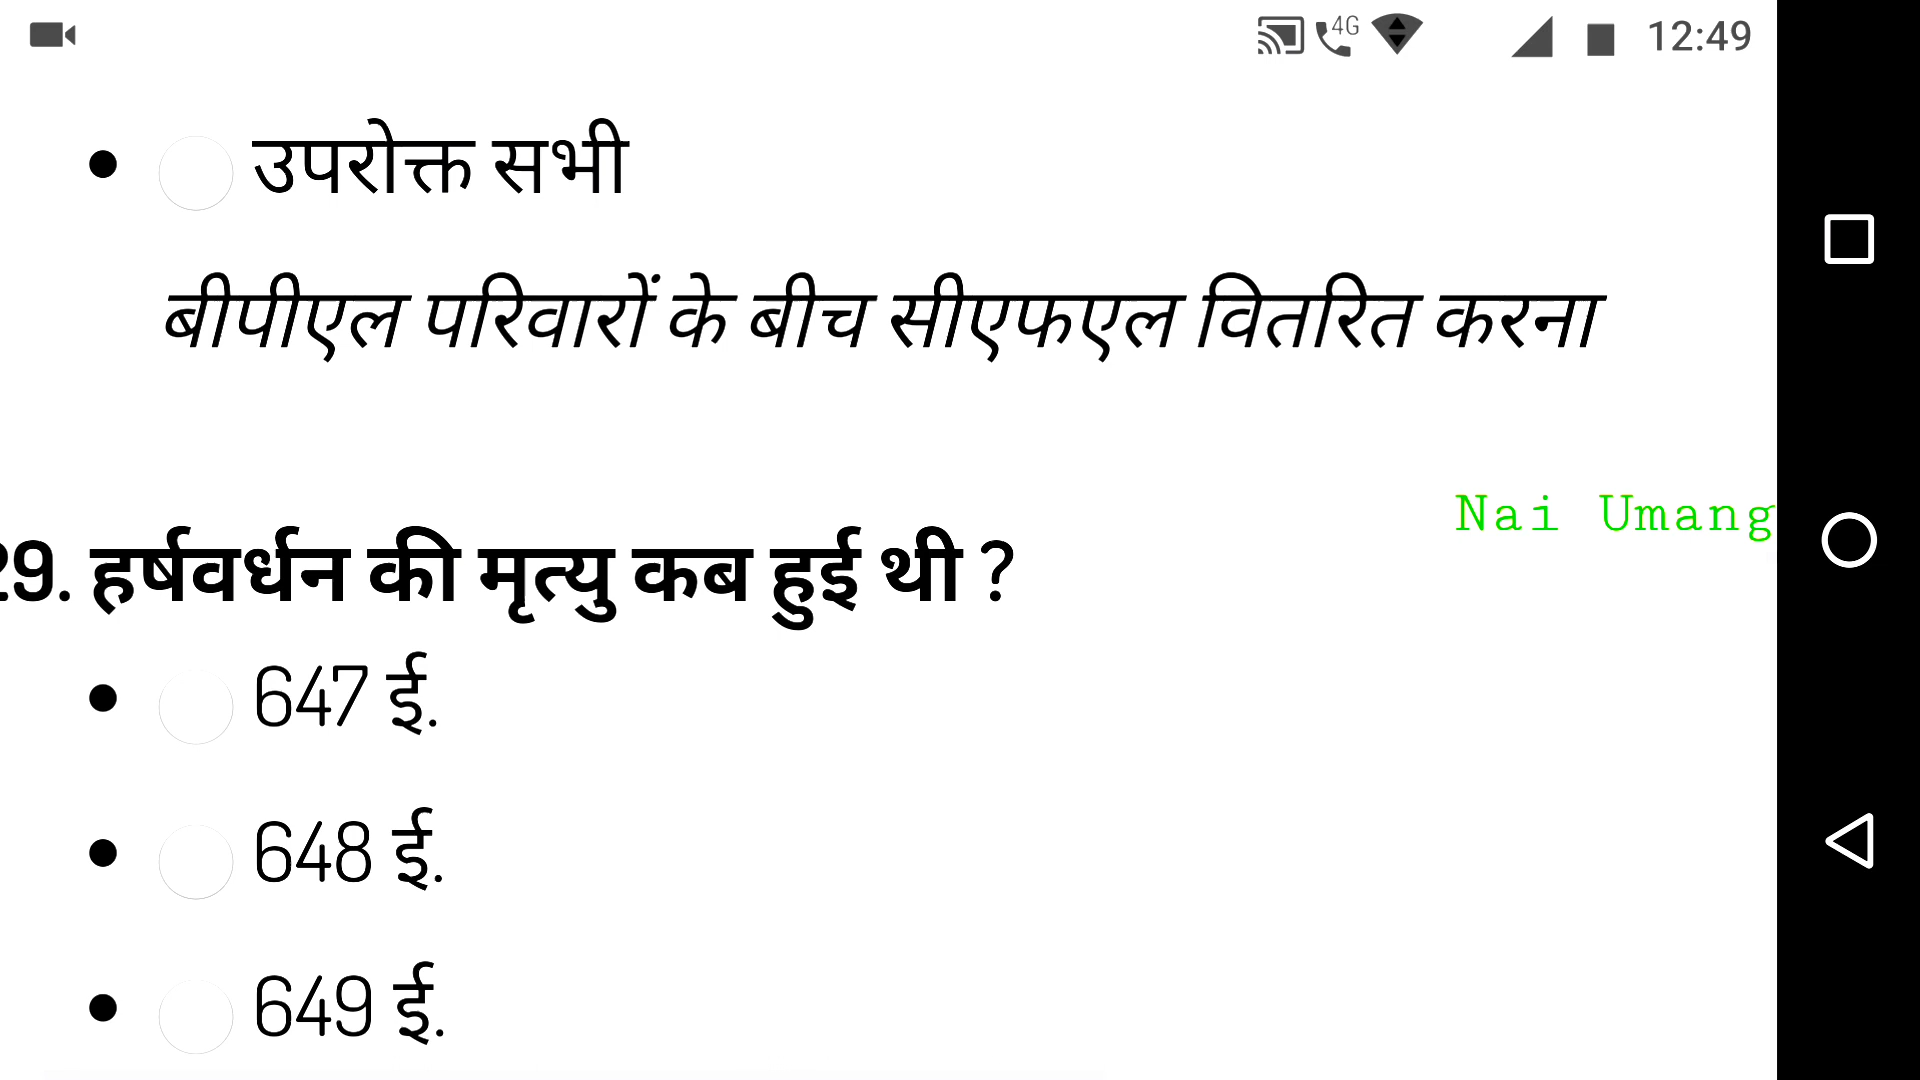 4G 12:49
उपरोक्त सभी
बीपीएल परिवारों के बीच सीएफएल वितरित करना
Nai Umang
29. हर्षवर्धन की मृत्यु कब हुई थी ?
647 ई.
648 ई.
649 ई.